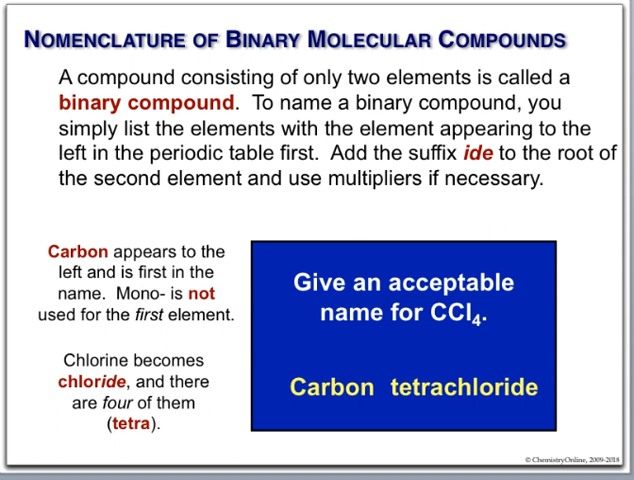 NOMENCLATURE OF BINARY MOLECULAR COMPOUNDS
A compound consisting of only two elements is called a
binary compound. To name a binary compound, you
simply list the elements with the element appearing to the
left in the periodic table first. Add the suffix ide to the root of
the second element and use multipliers if necessary.
Carbon appears to the
left and is first in the
name. Mono- is not
used for the first element.
Chlorine becomes
chloride, and there
are four of them
(tetra).
Give an acceptable
name for CCl₄.
Carbon tetrachloride
© ChemistryOnline, 2009-2018